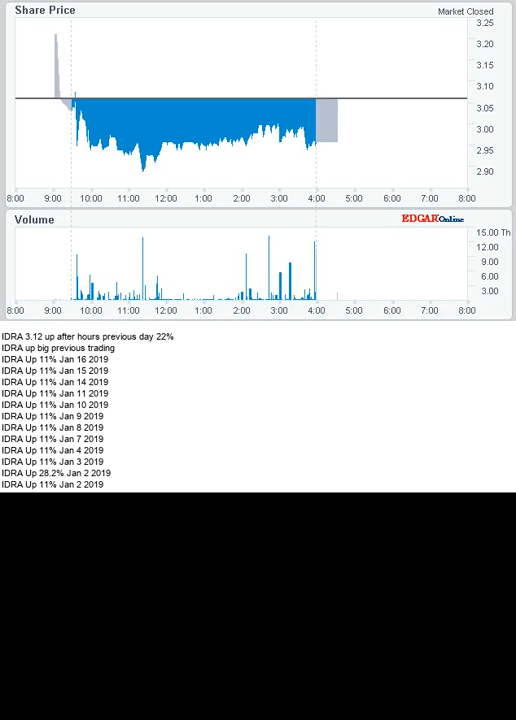 Share Price
Market Closed
3.25
3.20
3.15
3.10
3.05
3.00
2.95
2.90
8:00 9:00 10:00 11:00 12:00 1:00 2:00 3:00 4:00 5:00 6:00 7:00 8:00
Volume
EDGAR Online
15.00 Th
12.00
9.00
6.00
3.00
8:00 9:00 10:00 11:00 12:00 1:00 2:00 3:00 4:00 5:00 6:00 7:00 8:00
IDRA 3.12 up after hours previous day 22%
IDRA up big previous trading
IDRA Up 11% Jan 16 2019
IDRA Up 11% Jan 15 2019
IDRA Up 11% Jan 14 2019
IDRA Up 11% Jan 11 2019
IDRA Up 11% Jan 10 2019
IDRA Up 11% Jan 9 2019
IDRA Up 11% Jan 8 2019
IDRA Up 11% Jan 7 2019
IDRA Up 11% Jan 4 2019
IDRA Up 11% Jan 3 2019
IDRA Up 28.2% Jan 2 2019
IDRA Up 11% Jan 2 2019